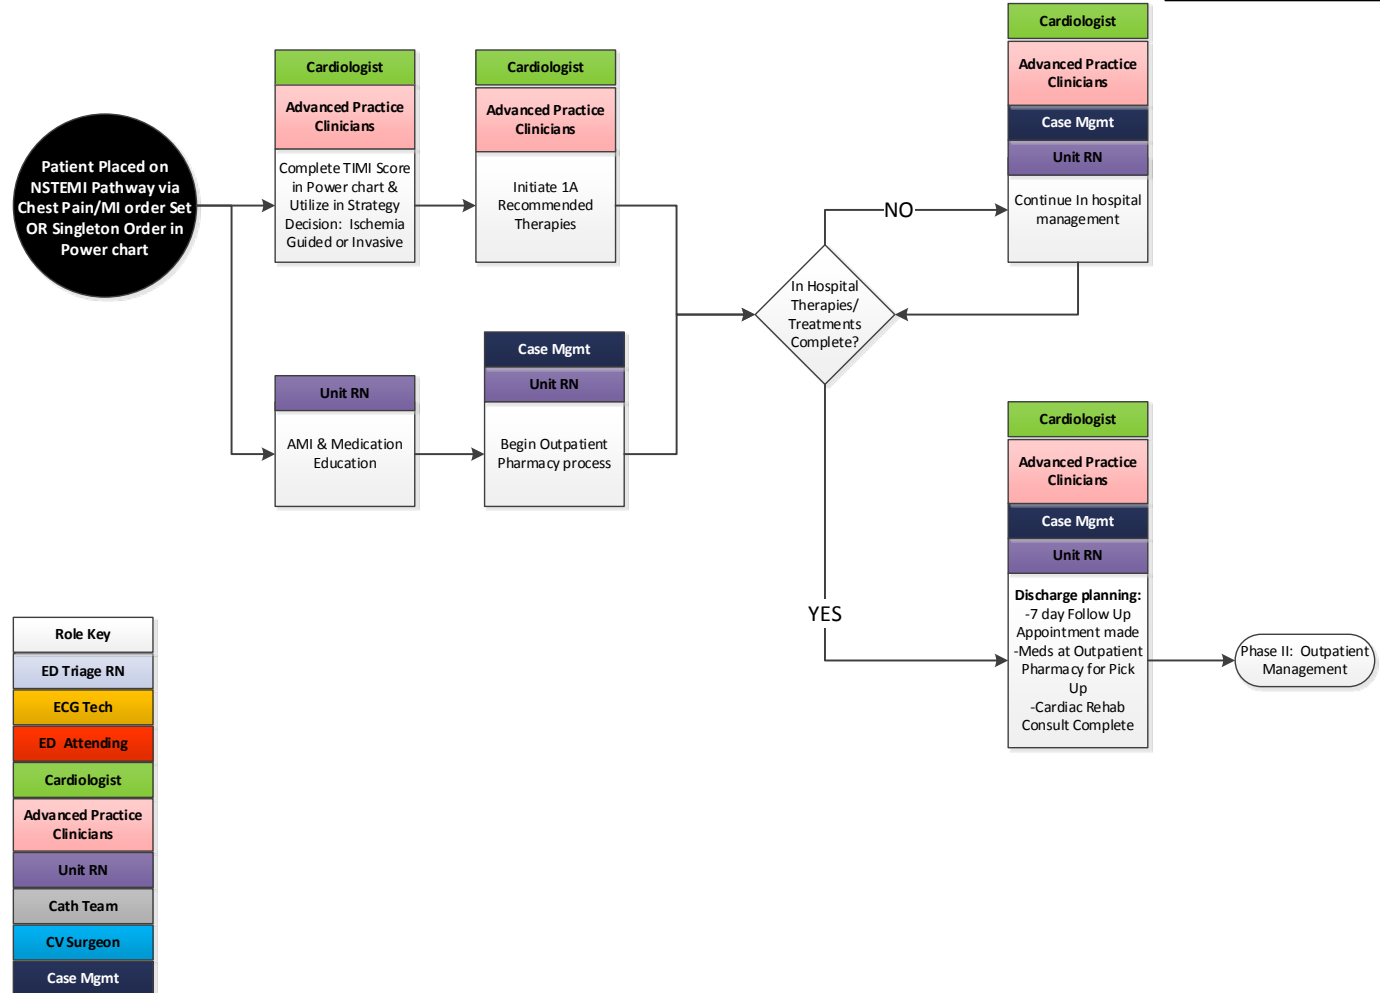 Patient Placed on
NSTEMI Pathway via
Chest Pain/MI order Set
OR Singleton Order in
Power chart
Cardiologist
Advanced Practice
Clinicians
Complete TIMI Score
in Power chart &
Utilize in Strategy
Decision:  Ischemia
Guided or Invasive
Cardiologist
Advanced Practice
Clinicians
Initiate 1A
Recommended
Therapies
Unit RN
AMI & Medication
Education
Case Mgmt
Unit RN
Begin Outpatient
Pharmacy process
In Hospital
Therapies/
Treatments
Complete?
NO
Cardiologist
Advanced Practice
Clinicians
Case Mgmt
Unit RN
Continue In hospital
management
YES
Cardiologist
Advanced Practice
Clinicians
Case Mgmt
Unit RN
Discharge planning:
-7 day Follow Up
Appointment made
-Meds at Outpatient
Pharmacy for Pick
Up
-Cardiac Rehab
Consult Complete
Phase II:  Outpatient
Management
Role Key
ED Triage RN
ECG Tech
ED  Attending
Cardiologist
Advanced Practice
Clinicians
Unit RN
Cath Team
CV Surgeon
Case Mgmt